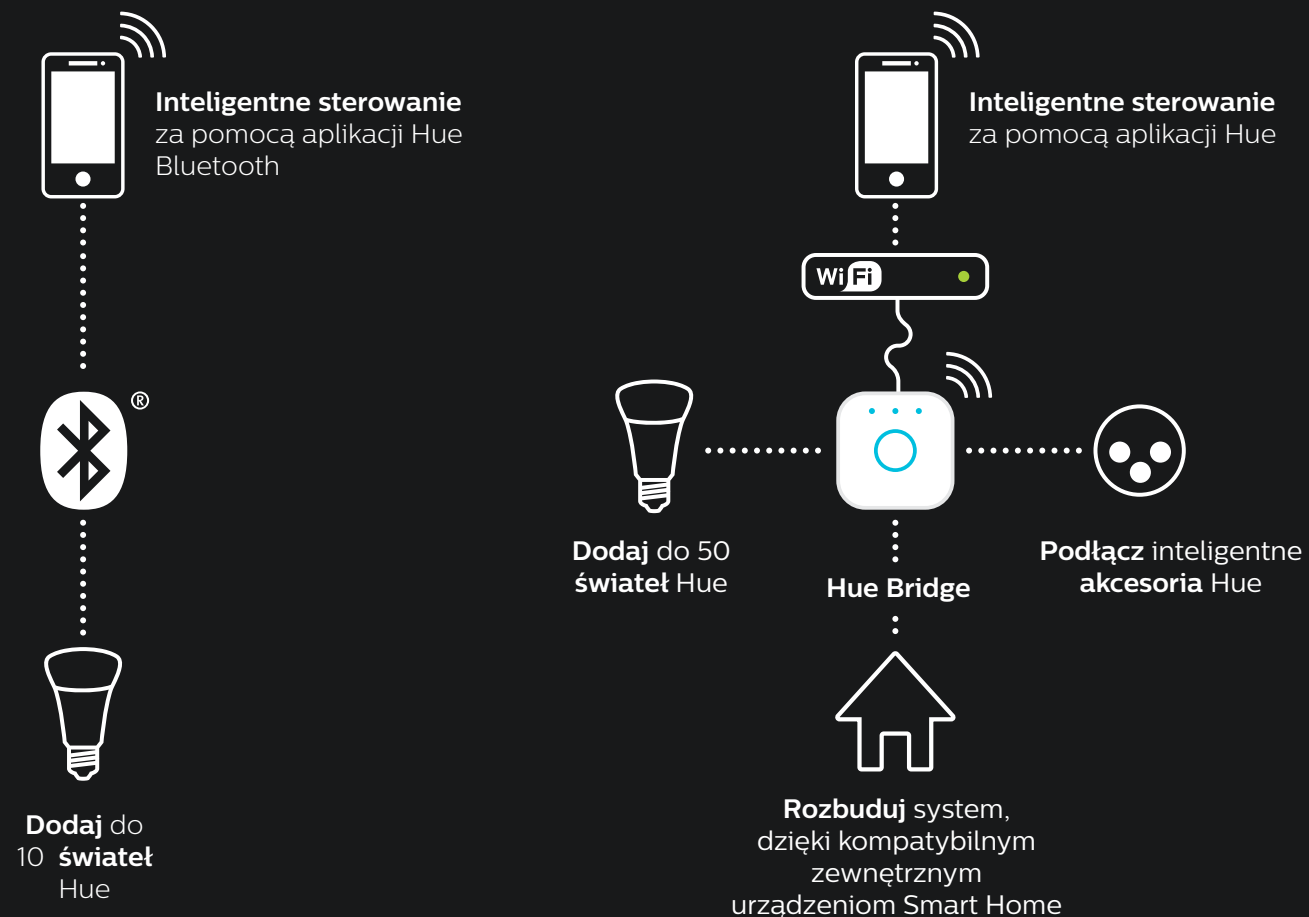 Inteligentne sterowanie
za pomocą aplikacji Hue
Bluetooth
®
Dodaj do
10 świateł
Hue
Inteligentne sterowanie
za pomocą aplikacji Hue
WiFi
Dodaj do 50
świateł Hue
Hue Bridge
Podłącz inteligentne
akcesoria Hue
Rozbuduj system,
dzięki kompatybilnym
zewnętrznym
urządzeniom Smart Home